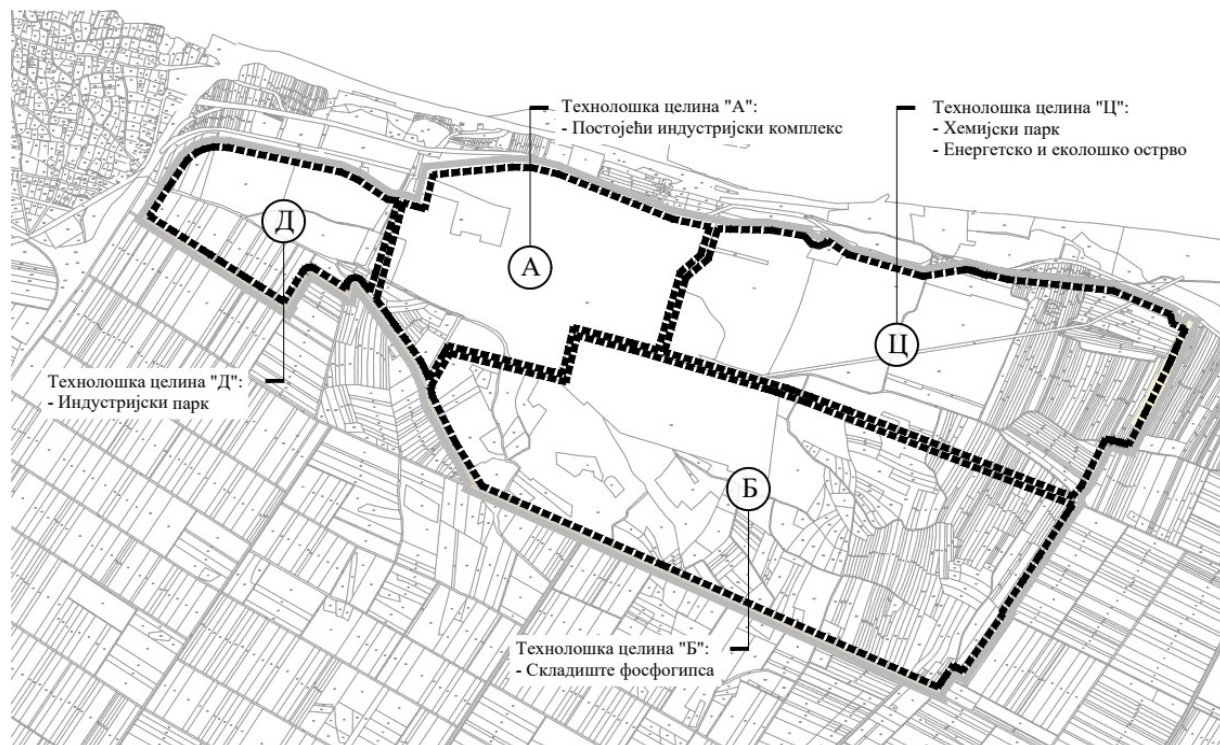 Технолошка целина "А":
- Постојећи индустријски комплекс
Технолошка целина "Ц":
- Хемијски парк
- Енергетско и еколошко острво
Д
А
Ц
Технолошка целина "Д":
- Индустријски парк
Б
Технолошка целина "Б":
- Складиште фосфогипса